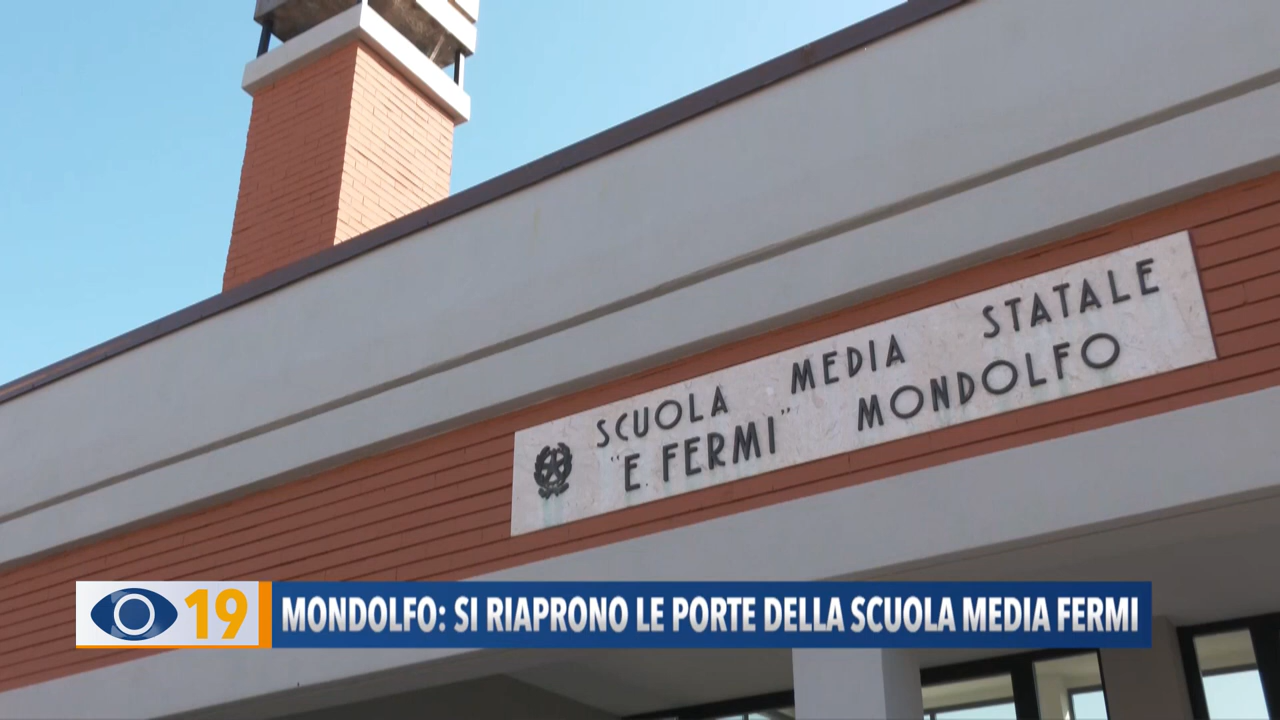 SCUOLA MEDIA STATALE
"E. FERMI" MONDOLFO
19
MONDOLFO: SI RIAPRONO LE PORTE DELLA SCUOLA MEDIA FERMI